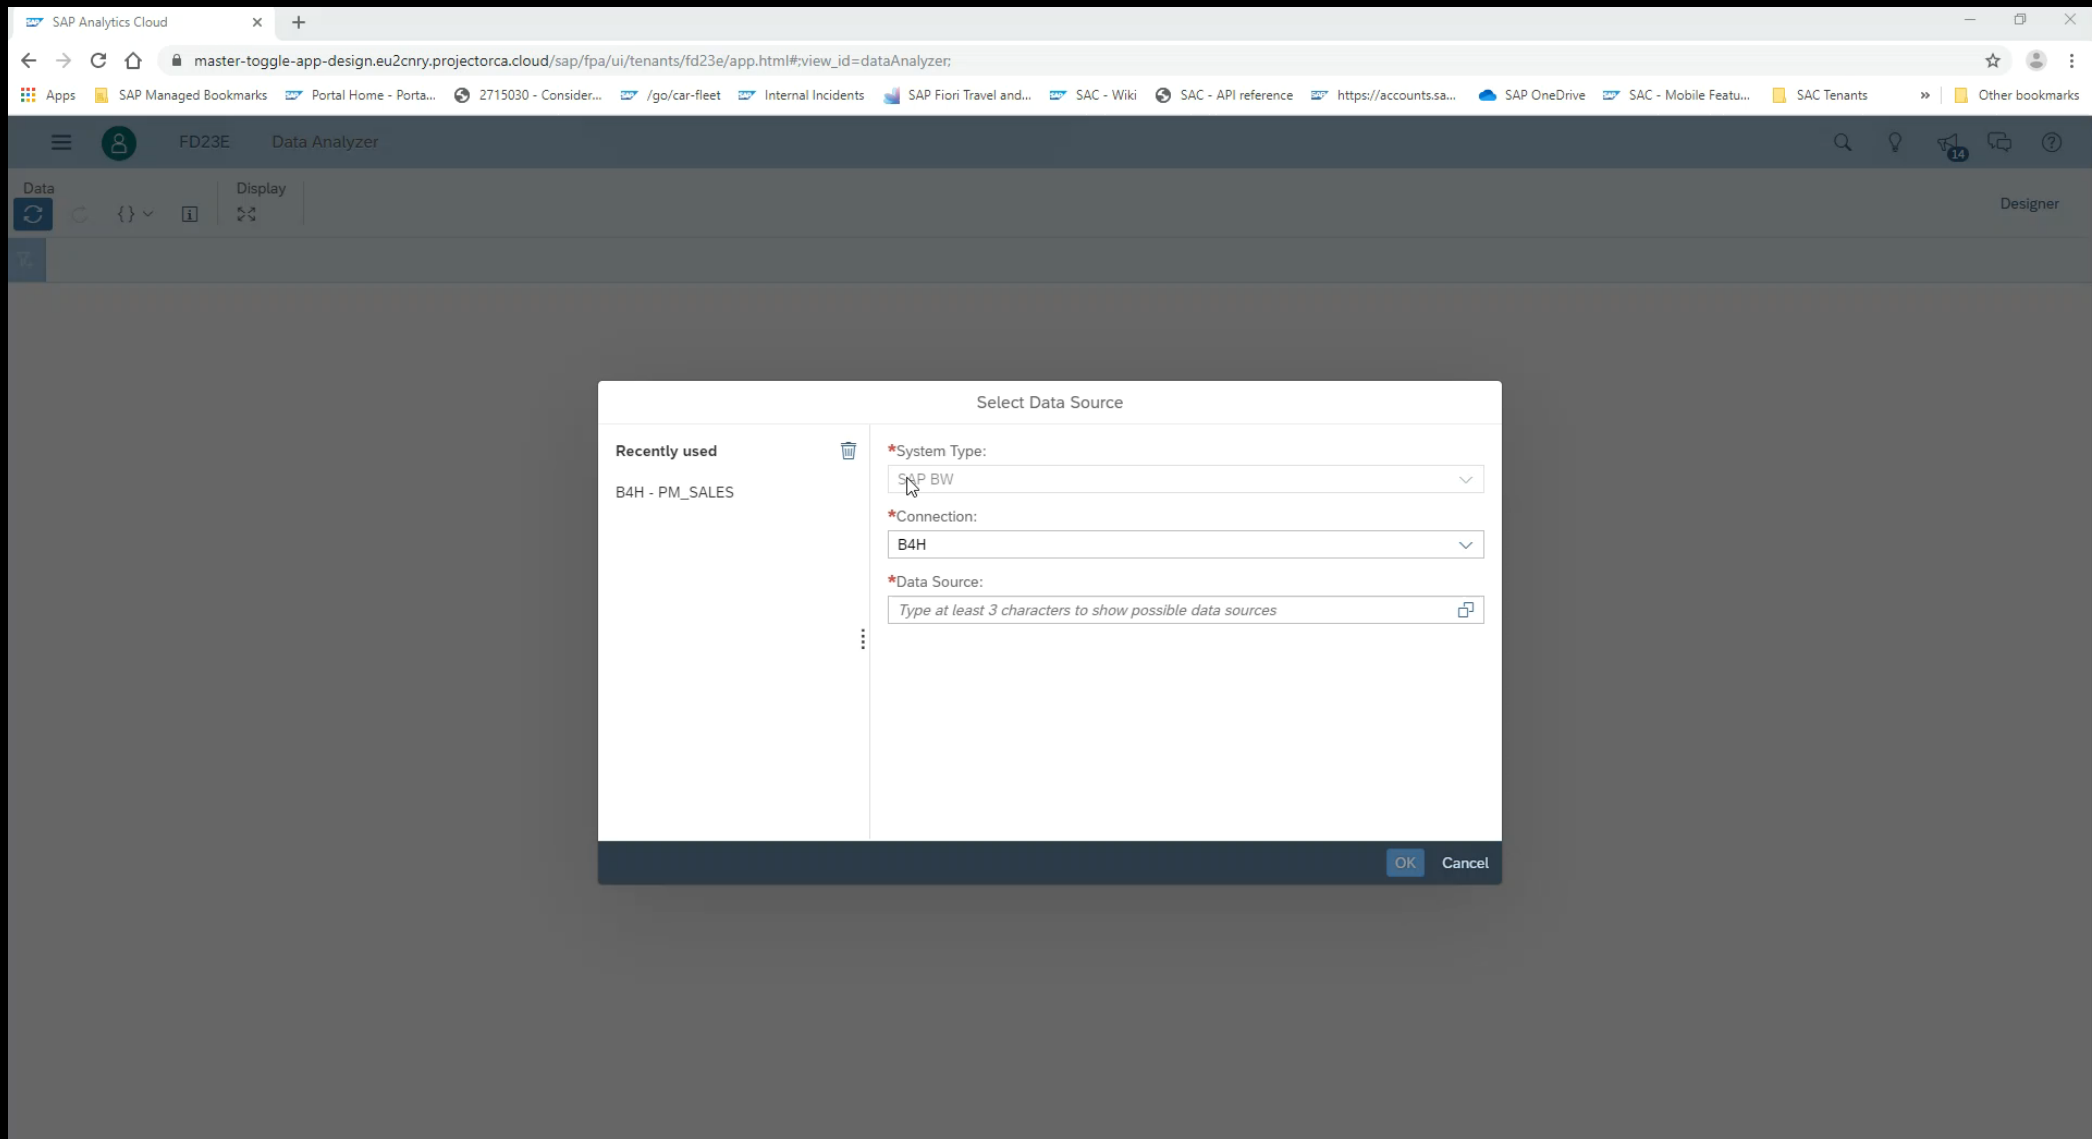 SAP Analytics Cloud
master-toggle-app-design.eu2cnry.projectorca.cloud/sap/fpa/ui/tenants/fd23e/app.html#;view_id=dataAnalyzer;
Apps SAP Managed Bookmarks Portal Home - Porta... 2715030 - Consider... /go/car-fleet Internal Incidents SAP Fiori Travel and... SAC - Wiki SAC - API reference https://accounts.sa... SAP OneDrive SAC - Mobile Featu... SAC Tenants » Other bookmarks
FD23E Data Analyzer 14
Data Display
Designer
Select Data Source
Recently used
B4H - PM_SALES
*System Type:
SAP BW
*Connection:
B4H
*Data Source:
Type at least 3 characters to show possible data sources
OK Cancel